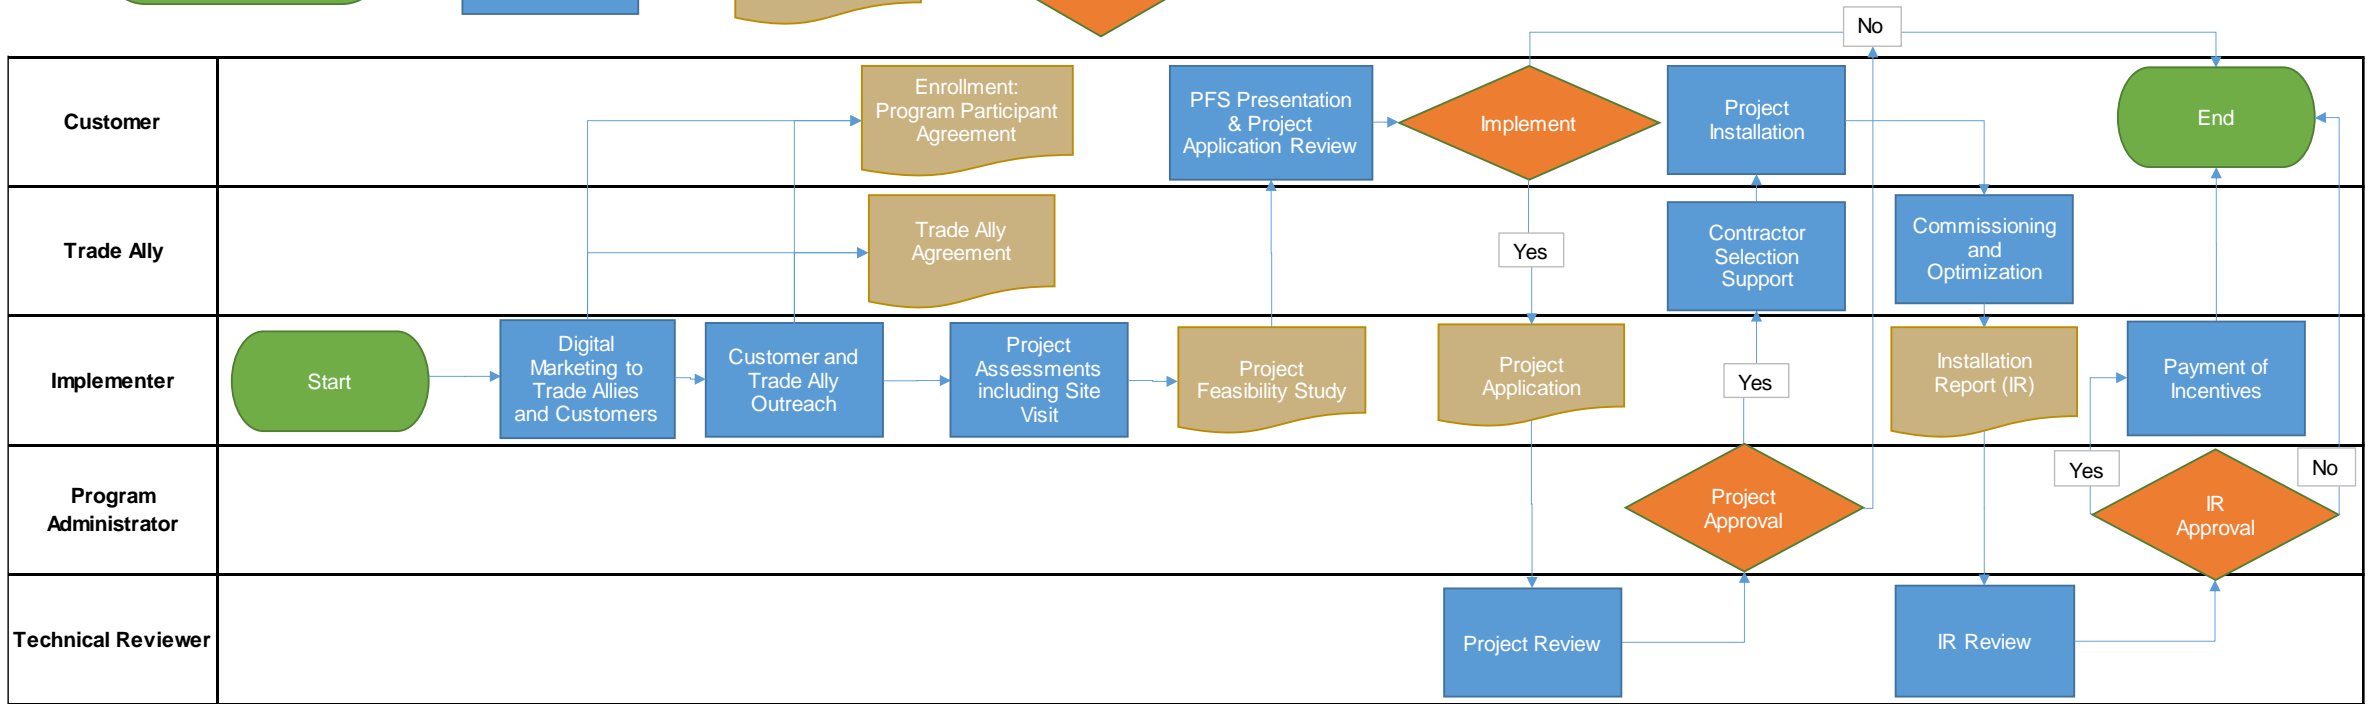 No
Customer
Enrollment:
Program Participant
Agreement
PFS Presentation
& Project
Application Review
Implement
Project
Installation
End
Trade Ally
Trade Ally
Agreement
Yes
Contractor
Selection
Support
Commissioning
and
Optimization
Implementer
Start
Digital
Marketing to
Trade Allies
and Customers
Customer and
Trade Ally
Outreach
Project
Assessments
including Site
Visit
Project
Feasibility Study
Project
Application
Yes
Installation
Report (IR)
Payment of
Incentives
Program
Administrator
Project
Approval
Yes
IR
Approval
No
Technical Reviewer
Project Review
IR Review